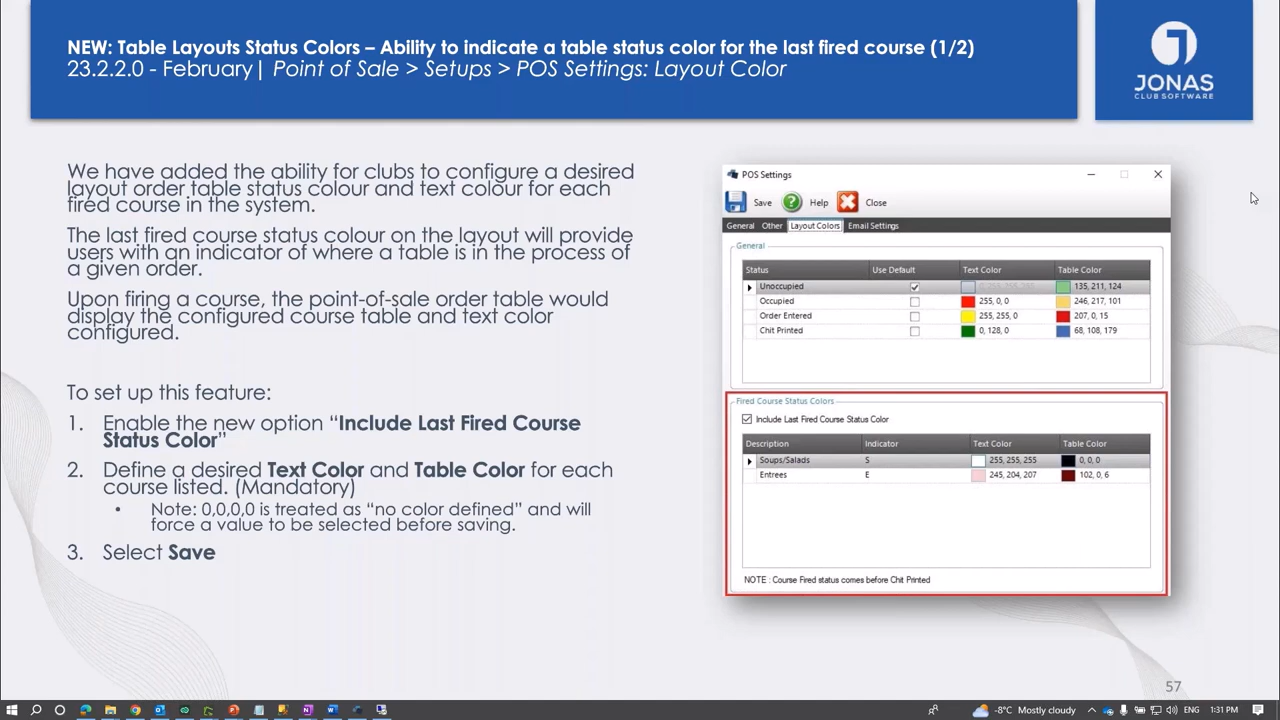 NEW: Table Layouts Status Colors – Ability to indicate a table status color for the last fired course (1/2)
23.2.2.0 - February| Point of Sale > Setups > POS Settings: Layout Color
JONAS
CLUB SOFTWARE
We have added the ability for clubs to configure a desired
layout order table status colour and text colour for each
fired course in the system.
The last fired course status colour on the layout will provide
users with an indicator of where a table is in the process of
a given order.
Upon firing a course, the point-of-sale order table would
display the configured course table and text color
configured.
To set up this feature:
1. Enable the new option “Include Last Fired Course
Status Color”
2. Define a desired Text Color and Table Color for each
course listed. (Mandatory)
• Note: 0,0,0,0 is treated as “no color defined” and will
force a value to be selected before saving.
3. Select Save
POS Settings
Save Help Close
General Other Layout Colors Email Settings
General
Status Use Default Text Color Table Color
Unoccupied 135, 211, 124
Occupied 255, 0, 0 246, 217, 101
Order Entered 255, 255, 0 207, 0, 15
Chit Printed 0, 128, 0 68, 108, 179
Fired Course Status Colors
Include Last Fired Course Status Color
Description Indicator Text Color Table Color
Soups/Salads S 255, 255, 255 0, 0, 0
Entrees E 245, 204, 207 102, 0, 6
NOTE : Course Fired status comes before Chit Printed
57
-8°C Mostly cloudy ENG 1:31 PM